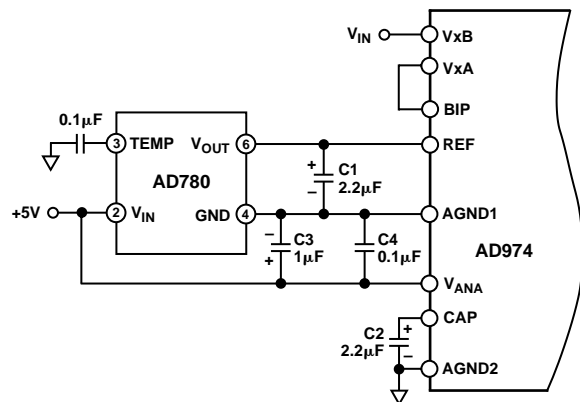 V_IN
VxB
VxA
BIP
0.1μF
3 TEMP
V_OUT 6
REF
AD780
+
C1
–
2.2μF
+5V
2 V_IN
GND 4
AGND1
–
C3
+
1μF
C4
0.1μF
AD974
V_ANA
CAP
C2
+
2.2μF
–
AGND2